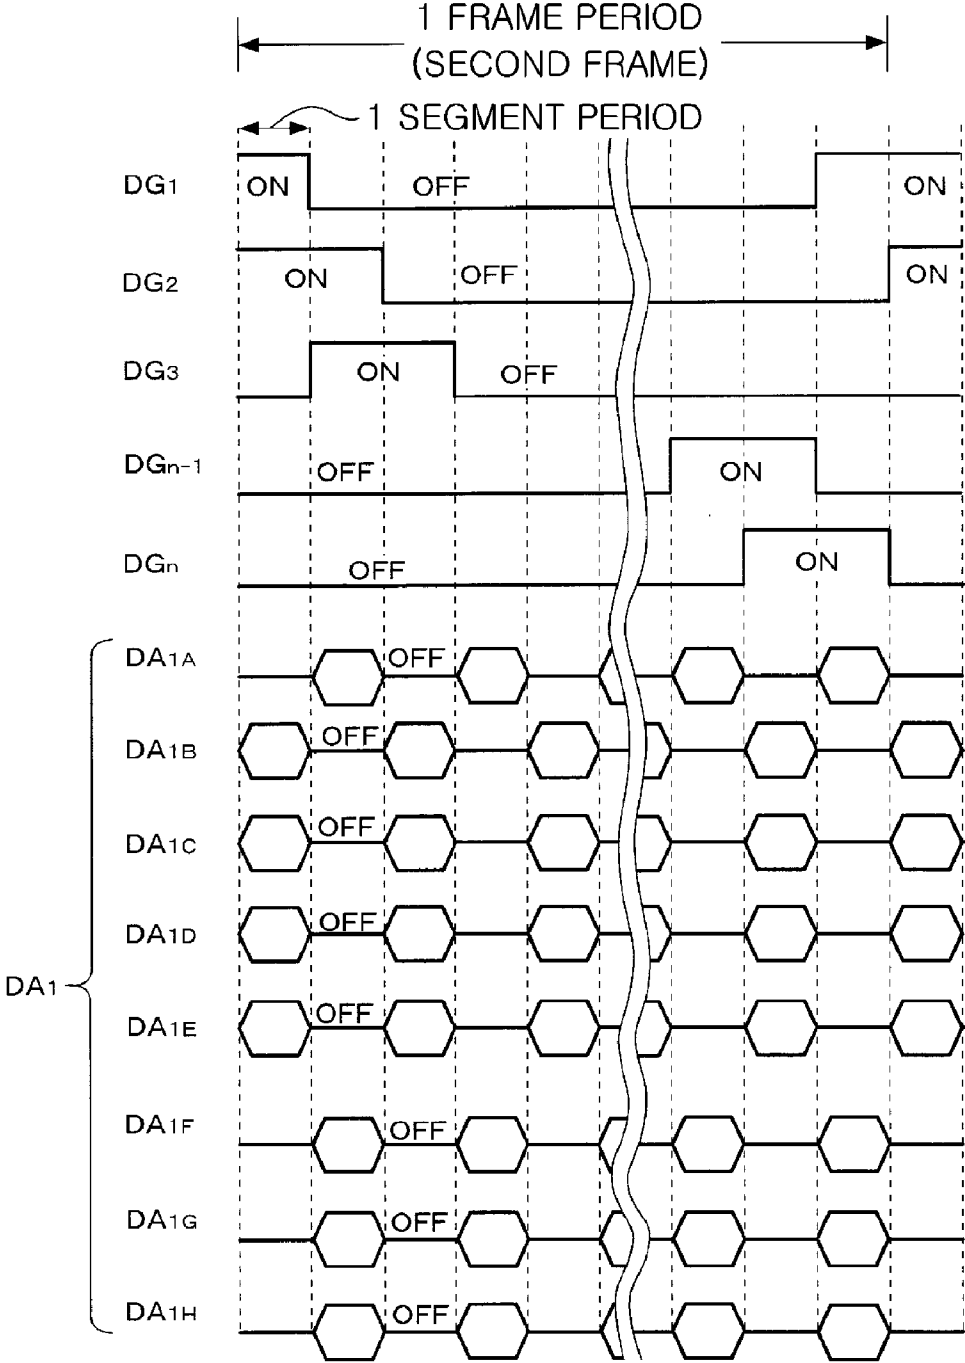 1 FRAME PERIOD
(SECOND FRAME)
1 SEGMENT PERIOD
DG1 ON OFF ON
DG2 ON OFF ON
DG3 ON OFF
DGn-1 OFF ON
DGn OFF ON
DA1A OFF
DA1B OFF
DA1C OFF
DA1D OFF
DA1
DA1E OFF
DA1F OFF
DA1G OFF
DA1H OFF